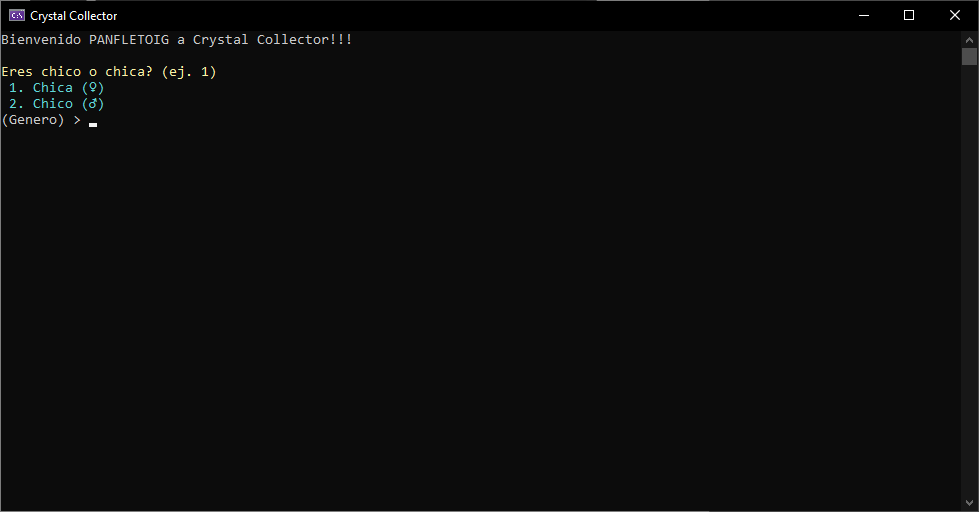 Crystal Collector
Bienvenido PANFLETOIG a Crystal Collector!!!
Eres chico o chica? (ej. 1)
1. Chica (♀)
2. Chico (♂)
(Genero) >